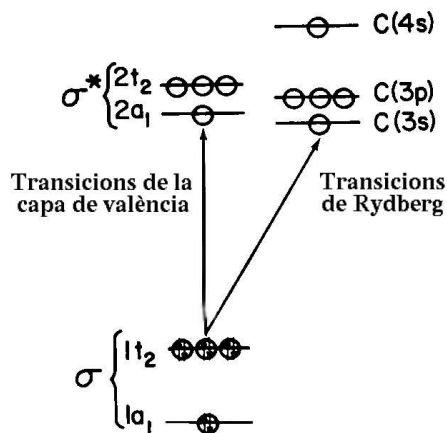 C(4s)
σ* 2t₂
2a₁
C(3p)
C(3s)
Transicions de la
capa de valència
Transicions
de Rydberg
σ 1t₂
1a₁